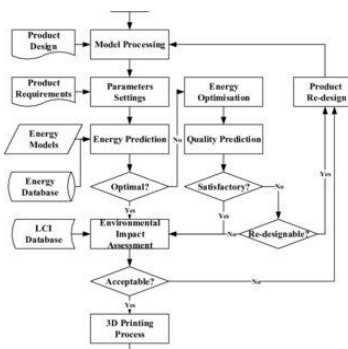 Product
Design
Model Processing
Product
Requirements
Parameters
Settings
Energy
Optimisation
Product
Re-design
Energy
Models
Energy Prediction
No
Quality Prediction
Energy
Database
Optimal?
Satisfactory?
No
Yes
Yes
Yes
LCI
Database
Environmental
Impact
Assessment
No
Re-designable?
Acceptable?
No
Yes
3D Printing
Process